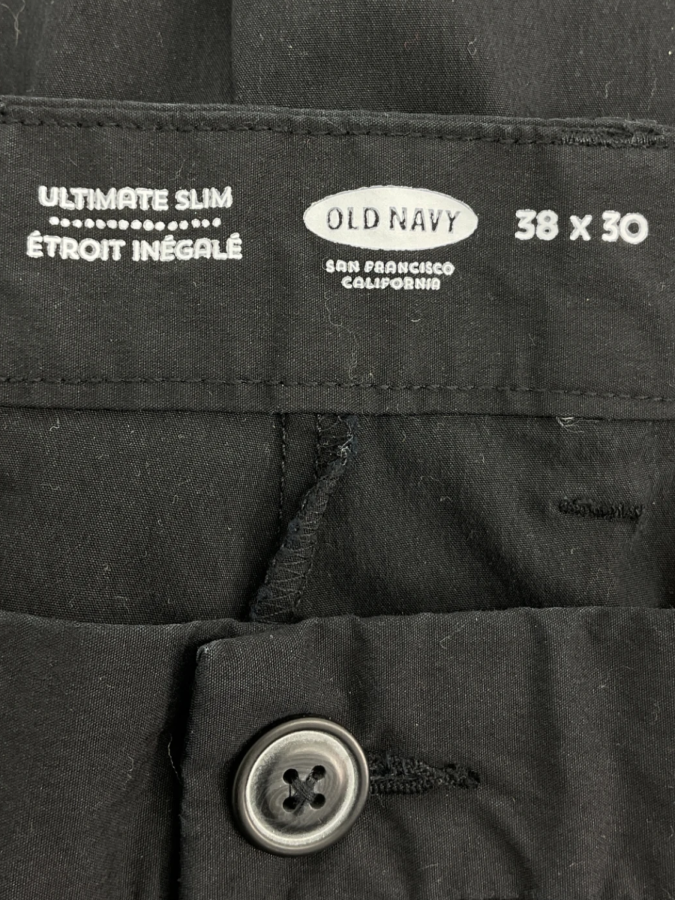 ULTIMATE SLIM
ÉTROIT INÉGALÉ
OLD NAVY
SAN FRANCISCO
CALIFORNIA
38 X 30